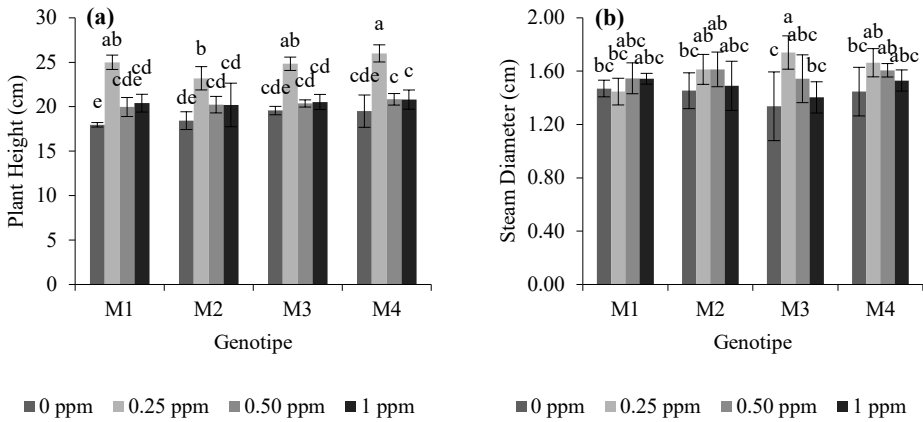 (a)
Plant Height (cm)
30
25
20
15
10
5
0
e ab cde cd
de b cd cd
cde ab cd cd
cde a c c
M1 M2 M3 M4
Genotipe
0 ppm 0.25 ppm 0.50 ppm 1 ppm
(b)
Steam Diameter (cm)
2.00
1.60
1.20
0.80
0.40
0.00
bc bc abc abc
bc ab ab abc
c a abc bc
bc ab ab abc
M1 M2 M3 M4
Genotipe
0 ppm 0.25 ppm 0.50 ppm 1 ppm